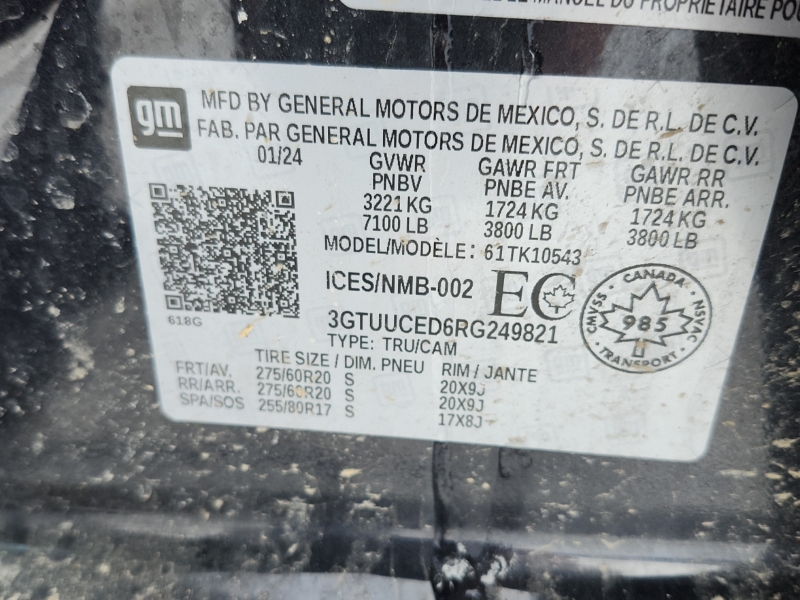 MANUEL DU PROPRIÉTAIRE POU
gm
MFD BY GENERAL MOTORS DE MEXICO, S. DE R.L. DE C.V.
FAB. PAR GENERAL MOTORS DE MEXICO, S. DE R.L. DE C.V.
01/24 GVWR GAWR FRT GAWR RR
PNBV PNBE AV. PNBE ARR.
3221 KG 1724 KG 1724 KG
7100 LB 3800 LB 3800 LB
MODEL/MODÈLE: 61TK10543
ICES/NMB-002 EC
CANADA
CMVSS 985 NSVAC
TRANSPORT
618G
3GTUUCED6RG249821
TYPE: TRU/CAM
TIRE SIZE / DIM. PNEU RIM / JANTE
FRT/AV. 275/60R20 S 20X9J
RR/ARR. 275/60R20 S 20X9J
SPA/SOS 255/80R17 S 17X8J